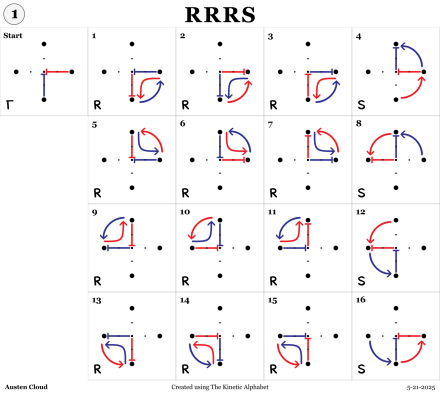 1 RRRS
Start 1 2 3 4
Γ R R R S
5 6 7 8
R R R S
9 10 11 12
R R R S
13 14 15 16
R R R S
Austen Cloud Created using The Kinetic Alphabet 5-21-2025